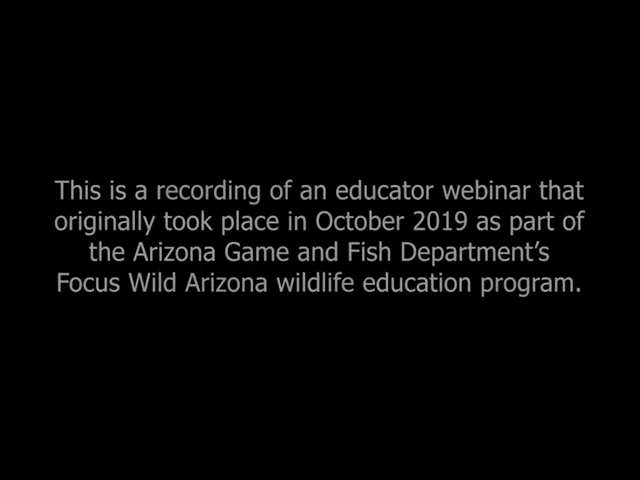 This is a recording of an educator webinar that
originally took place in October 2019 as part of
the Arizona Game and Fish Department’s
Focus Wild Arizona wildlife education program.